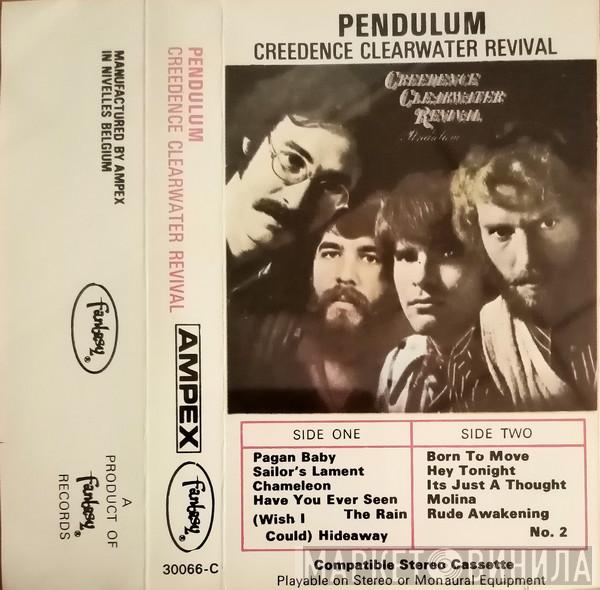 MANUFACTURED BY AMPEX
IN NIVELLES BELGIUM
fantasy ®
A
PRODUCT OF
fantasy ®
RECORDS
PENDULUM
CREEDENCE CLEARWATER REVIVAL
AMPEX
fantasy ®
30066-C
PENDULUM
CREEDENCE CLEARWATER REVIVAL
CREEDENCE
CLEARWATER
REVIVAL
Pendulum
SIDE ONE
Pagan Baby
Sailor's Lament
Chameleon
Have You Ever Seen
The Rain
(Wish I
Could) Hideaway
SIDE TWO
Born To Move
Hey Tonight
Its Just A Thought
Molina
Rude Awakening
No. 2
МАРКЕТ ВИНИЛА
Compatible Stereo Cassette
Playable on Stereo or Monaural Equipment